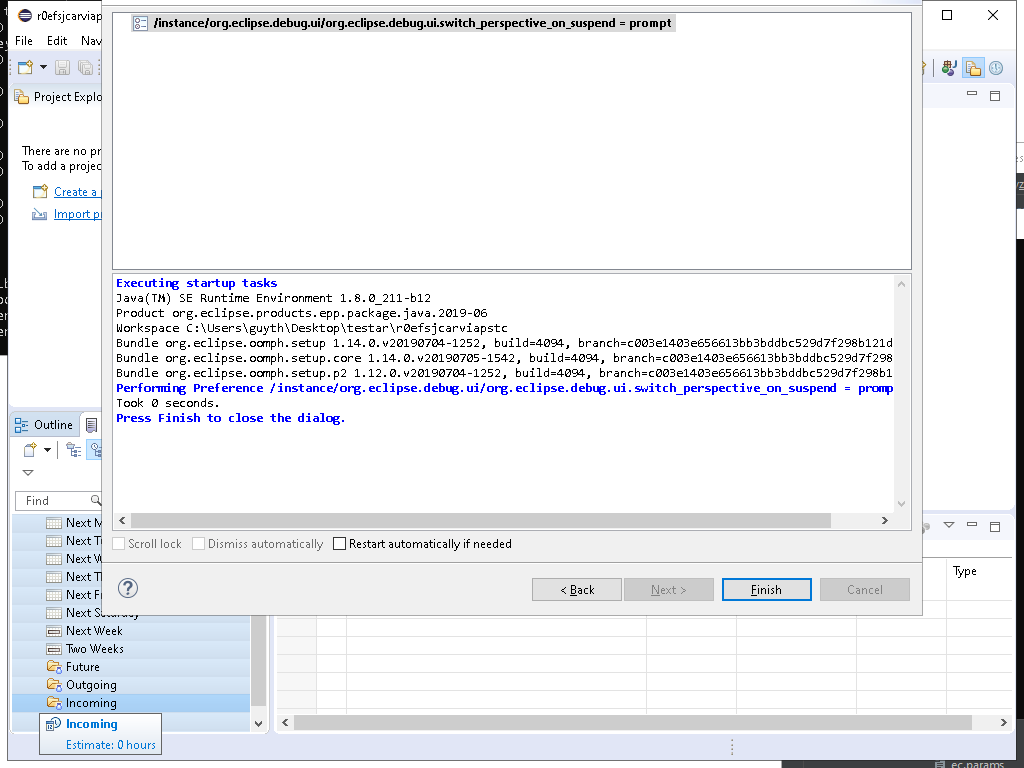 r0efsjcarviap
/instance/org.eclipse.debug.ui/org.eclipse.debug.ui.switch_perspective_on_suspend = prompt
File Edit Nav
Project Explo
There are no pr
To add a projec
Create a
Import p
Executing startup tasks
Java(TM) SE Runtime Environment 1.8.0_211-b12
Product org.eclipse.products.epp.package.java.2019-06
Workspace C:\Users\guyth\Desktop\testar\r0efsjcarviapstc
Bundle org.eclipse.oomph.setup 1.14.0.v20190704-1252, build=4094, branch=c003e1403e656613bb3bddbc529d7f298b121d
Bundle org.eclipse.oomph.setup.core 1.14.0.v20190705-1542, build=4094, branch=c003e1403e656613bb3bddbc529d7f298
Bundle org.eclipse.oomph.setup.p2 1.12.0.v20190704-1252, build=4094, branch=c003e1403e656613bb3bddbc529d7f298b1
Performing Preference /instance/org.eclipse.debug.ui/org.eclipse.debug.ui.switch_perspective_on_suspend = promp
Took 0 seconds.
Press Finish to close the dialog.
Outline
Find
Scroll lock Dismiss automatically Restart automatically if needed
< Back Next > Finish Cancel
Type
Next M
Next T
Next W
Next T
Next F
Next Saturday
Next Week
Two Weeks
Future
Outgoing
Incoming
Incoming
Estimate: 0 hours
ec.params